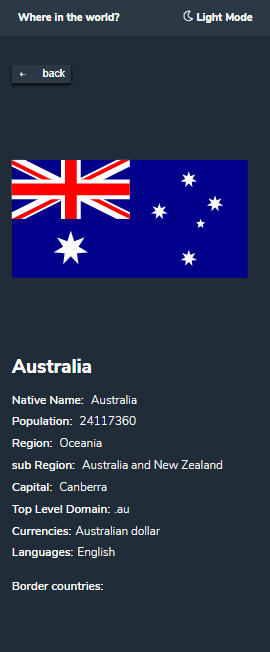 Where in the world? Light Mode
← back
Australia
Native Name: Australia
Population: 24117360
Region: Oceania
sub Region: Australia and New Zealand
Capital: Canberra
Top Level Domain: .au
Currencies: Australian dollar
Languages: English
Border countries: